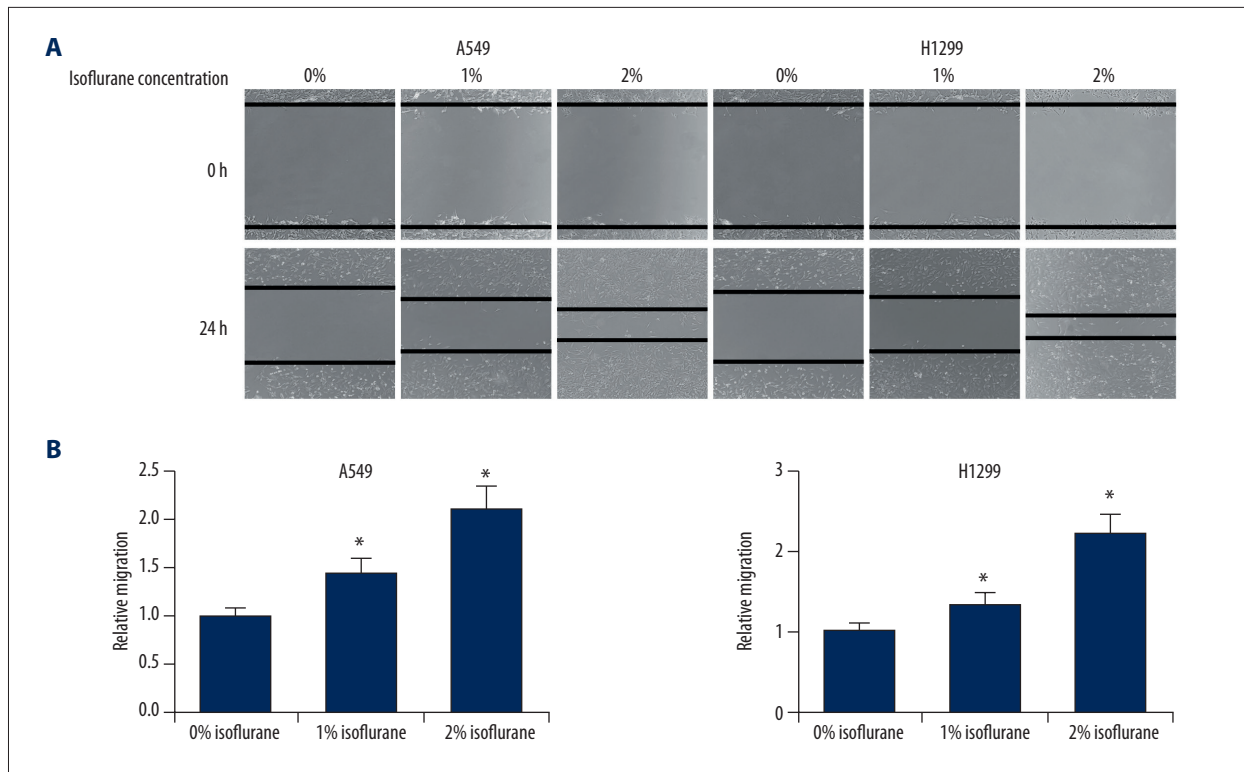 A
A549 H1299
Isoflurane concentration 0% 1% 2% 0% 1% 2%
0 h
24 h
B
A549
Relative migration
2.5
2.0
1.5
1.0
0.5
0.0
* *
0% isoflurane 1% isoflurane 2% isoflurane
H1299
Relative migration
3
2
1
0
* *
0% isoflurane 1% isoflurane 2% isoflurane